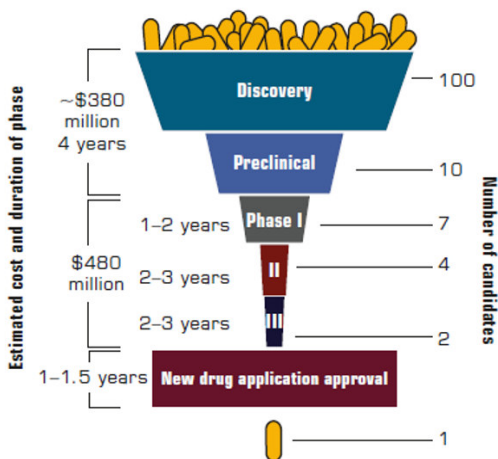 Estimated cost and duration of phase
~$380
million
4 years
Discovery
100
Preclinical
10
$480
million
1–2 years
Phase I
7
2–3 years
II
4
2–3 years
III
2
1–1.5 years
New drug application approval
1
Number of candidates